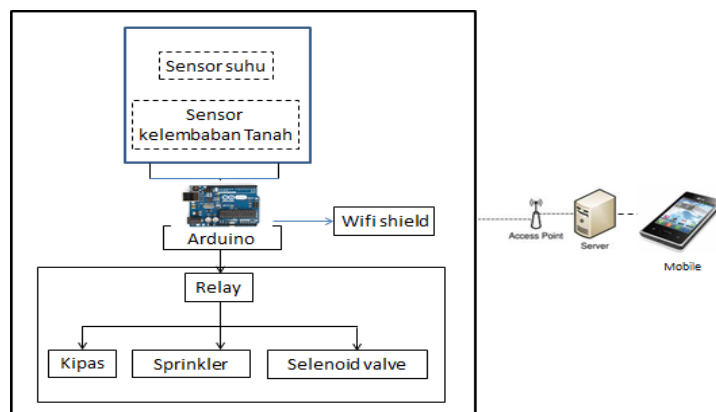 Sensor suhu
Sensor
kelembaban Tanah
Arduino
Wifi shield
Access Point
Server
Mobile
Relay
Kipas
Sprinkler
Selenoid valve